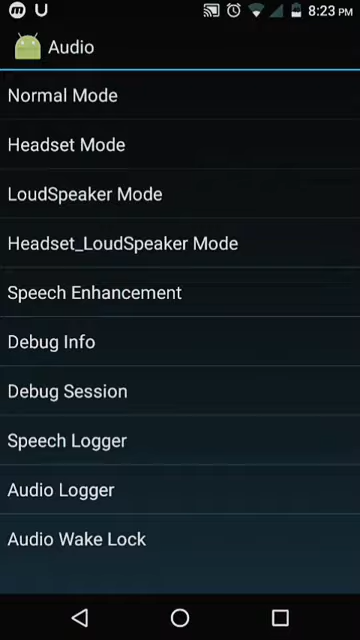 8:23 PM
Audio
Normal Mode
Headset Mode
LoudSpeaker Mode
Headset_LoudSpeaker Mode
Speech Enhancement
Debug Info
Debug Session
Speech Logger
Audio Logger
Audio Wake Lock